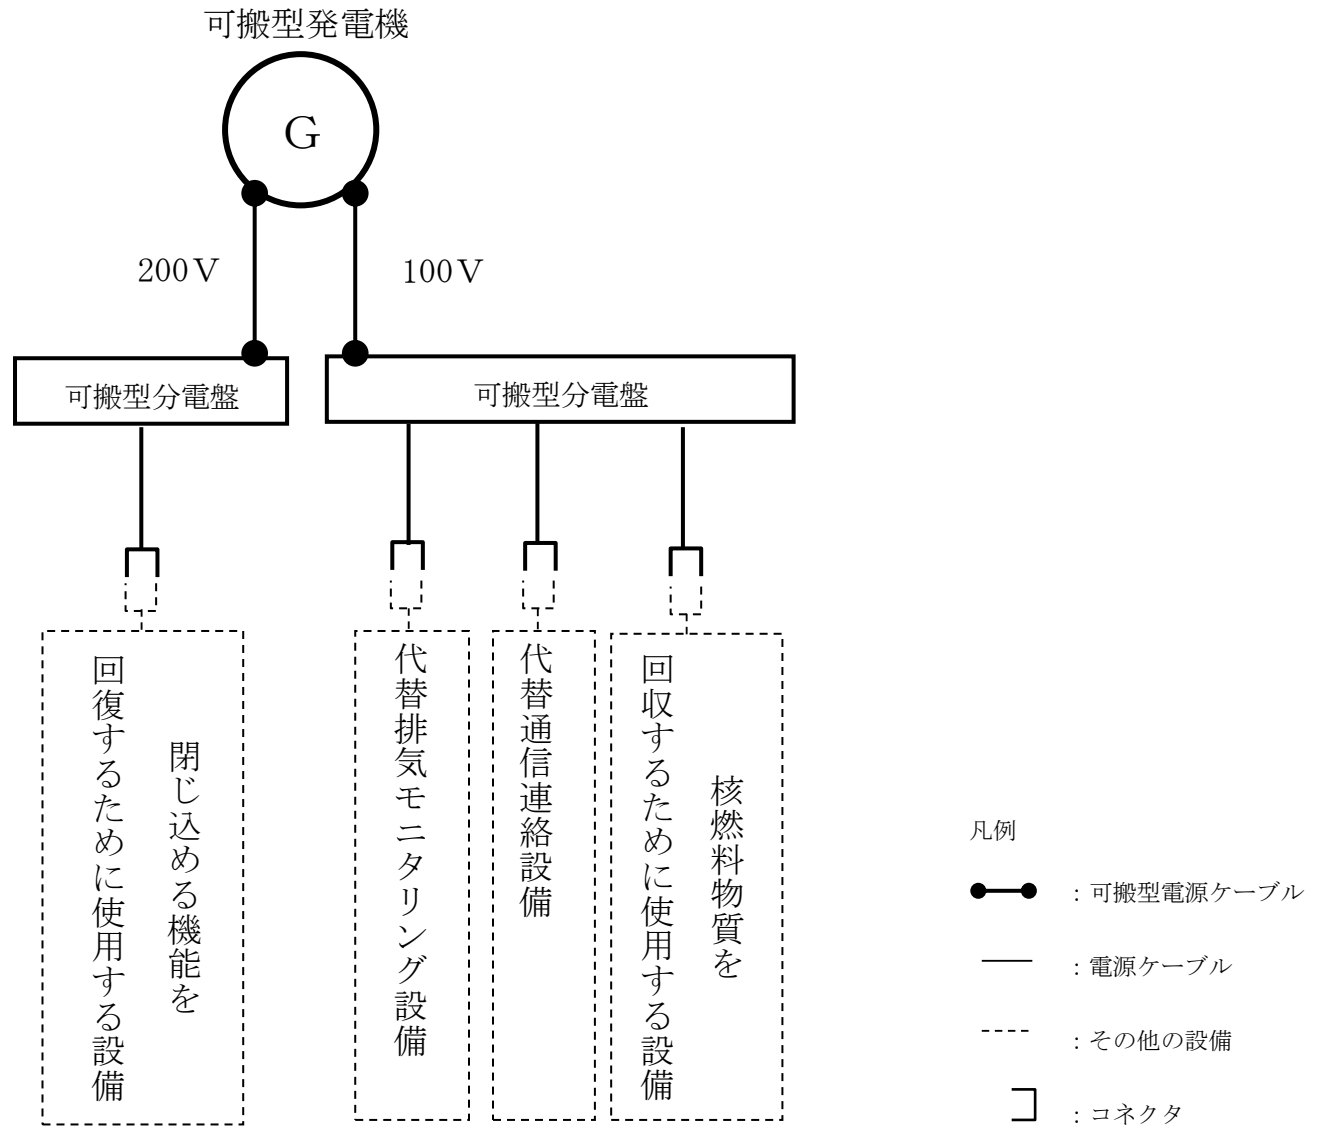 可搬型発電機
G
200V
100V
可搬型分電盤
可搬型分電盤
閉じ込める機能を
回復するために使用する設備
代替排気モニタリング設備
代替通信連絡設備
核燃料物質を
回収するために使用する設備
凡例
：可搬型電源ケーブル
：電源ケーブル
：その他の設備
：コネクタ